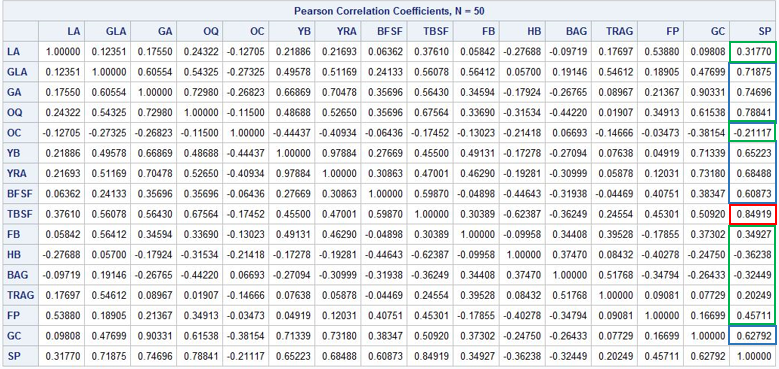 Pearson Correlation Coefficients, N = 50
LA GLA GA OQ OC YB YRA BFSF TBSF FB HB BAG TRAG FP GC SP
LA 1.00000 0.12351 0.17550 0.24322 -0.12705 0.21886 0.21693 0.06362 0.37610 0.05842 -0.27688 -0.09719 0.17697 0.53880 0.09808 0.31770
GLA 0.12351 1.00000 0.60554 0.54325 -0.27325 0.49578 0.51169 0.24133 0.56078 0.56412 0.05700 0.19146 0.54612 0.18905 0.47699 0.71875
GA 0.17550 0.60554 1.00000 0.72980 -0.26823 0.66869 0.70478 0.35696 0.56430 0.34594 -0.17924 -0.26765 0.08967 0.21367 0.90331 0.74696
OQ 0.24322 0.54325 0.72980 1.00000 -0.11500 0.48688 0.52650 0.35696 0.67564 0.33690 -0.31534 -0.44220 0.01907 0.34913 0.61538 0.78841
OC -0.12705 -0.27325 -0.26823 -0.11500 1.00000 -0.44437 -0.40934 -0.06436 -0.17452 -0.13023 -0.21418 0.06693 -0.14666 -0.03473 -0.38154 -0.21117
YB 0.21886 0.49578 0.66869 0.48688 -0.44437 1.00000 0.97884 0.27669 0.45500 0.49131 -0.17278 -0.27094 0.07638 0.04919 0.71339 0.65223
YRA 0.21693 0.51169 0.70478 0.52650 -0.40934 0.97884 1.00000 0.30863 0.47001 0.46290 -0.19281 -0.30999 0.05878 0.12031 0.73180 0.68488
BFSF 0.06362 0.24133 0.35696 0.35696 -0.06436 0.27669 0.30863 1.00000 0.59870 -0.04898 -0.44643 -0.31938 -0.04469 0.40751 0.38347 0.60873
TBSF 0.37610 0.56078 0.56430 0.67564 -0.17452 0.45500 0.47001 0.59870 1.00000 0.30389 -0.62387 -0.36249 0.24554 0.45301 0.50920 0.84919
FB 0.05842 0.56412 0.34594 0.33690 -0.13023 0.49131 0.46290 -0.04898 0.30389 1.00000 -0.09958 0.34408 0.39528 -0.17855 0.37302 0.34927
HB -0.27688 0.05700 -0.17924 -0.31534 -0.21418 -0.17278 -0.19281 -0.44643 -0.62387 -0.09958 1.00000 0.37470 0.08432 -0.40278 -0.24750 -0.36238
BAG -0.09719 0.19146 -0.26765 -0.44220 0.06693 -0.27094 -0.30999 -0.31938 -0.36249 0.34408 0.37470 1.00000 0.51768 -0.34794 -0.26433 -0.32449
TRAG 0.17697 0.54612 0.08967 0.01907 -0.14666 0.07638 0.05878 -0.04469 0.24554 0.39528 0.08432 0.51768 1.00000 0.09081 0.07729 0.20249
FP 0.53880 0.18905 0.21367 0.34913 -0.03473 0.04919 0.12031 0.40751 0.45301 -0.17855 -0.40278 -0.34794 0.09081 1.00000 0.16699 0.45711
GC 0.09808 0.47699 0.90331 0.61538 -0.38154 0.71339 0.73180 0.38347 0.50920 0.37302 -0.24750 -0.26433 0.07729 0.16699 1.00000 0.62792
SP 0.31770 0.71875 0.74696 0.78841 -0.21117 0.65223 0.68488 0.60873 0.84919 0.34927 -0.36238 -0.32449 0.20249 0.45711 0.62792 1.00000